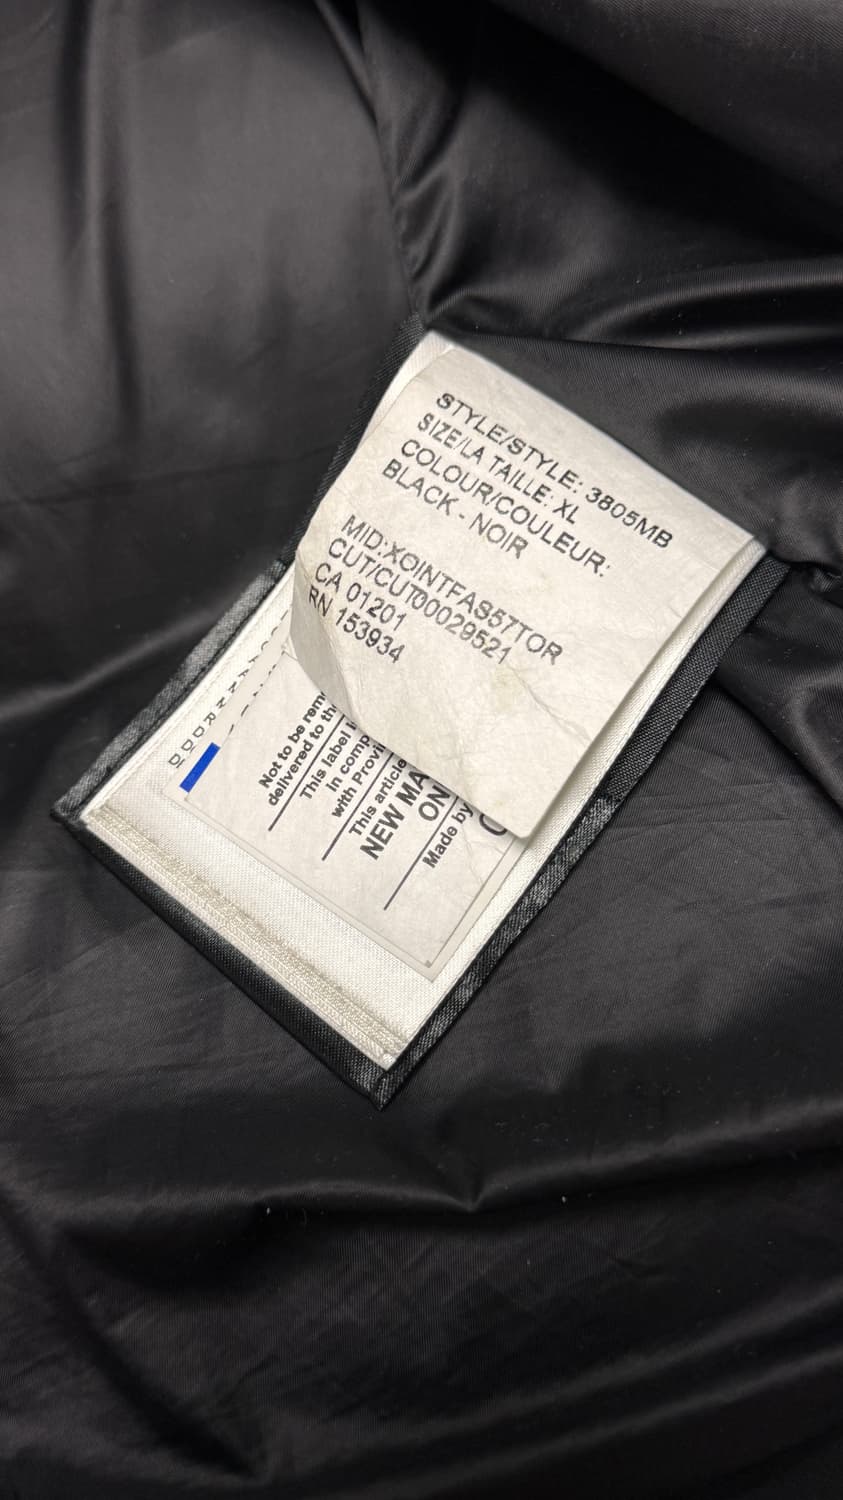 STYLE/STYLE: 3805MB
SIZE/LA TAILLE: XL
COLOUR/COULEUR:
BLACK - NOIR
MID:XOINTFAS57TOR
CUT/CUT00029521
CA 01201
RN 153934
Not to be rem
delivered to the
This label i
in comp
with Provi
This article
NEW MA
ON
Made by